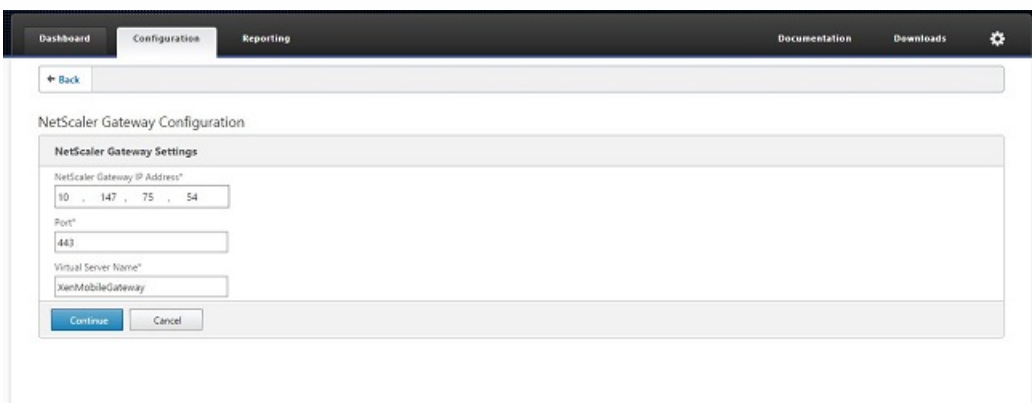 Dashboard Configuration Reporting Documentation Downloads
Back
NetScaler Gateway Configuration
NetScaler Gateway Settings
NetScaler Gateway IP Address*
10 . 147 . 75 . 54
Port*
443
Virtual Server Name*
XenMobileGateway
Continue Cancel